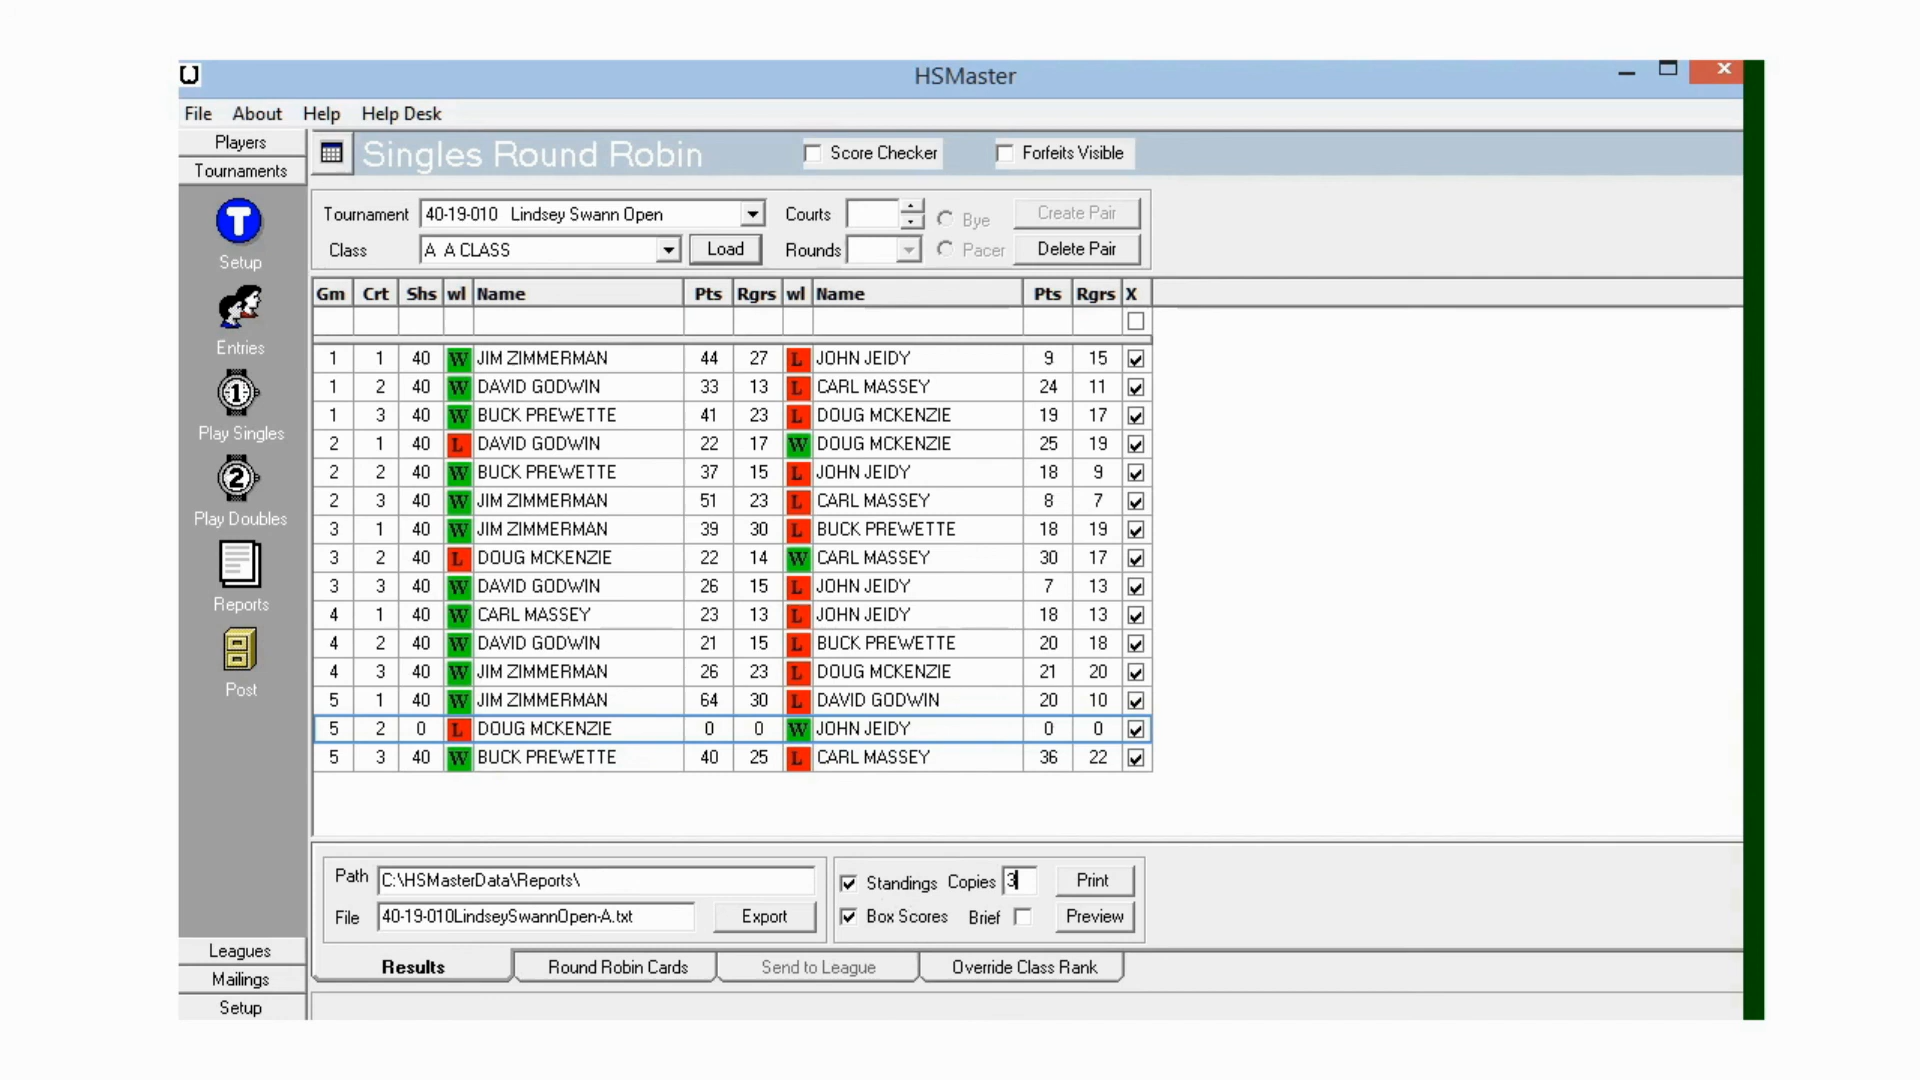 HSMaster
File About Help Help Desk
Players
Tournaments
Setup
Entries
1
Play Singles
2
Play Doubles
Reports
Post
Leagues
Mailings
Setup
Singles Round Robin Score Checker Forfeits Visible
Tournament 40-19-010 Lindsey Swann Open Courts Bye Create Pair
Class A A CLASS Load Rounds Pacer Delete Pair
Gm Crt Shs wl Name Pts Rgrs wl Name Pts Rgrs X
1 1 40 W JIM ZIMMERMAN 44 27 L JOHN JEIDY 9 15
1 2 40 W DAVID GODWIN 33 13 L CARL MASSEY 24 11
1 3 40 W BUCK PREWETTE 41 23 L DOUG MCKENZIE 19 17
2 1 40 L DAVID GODWIN 22 17 W DOUG MCKENZIE 25 19
2 2 40 W BUCK PREWETTE 37 15 L JOHN JEIDY 18 9
2 3 40 W JIM ZIMMERMAN 51 23 L CARL MASSEY 8 7
3 1 40 W JIM ZIMMERMAN 39 30 L BUCK PREWETTE 18 19
3 2 40 L DOUG MCKENZIE 22 14 W CARL MASSEY 30 17
3 3 40 W DAVID GODWIN 26 15 L JOHN JEIDY 7 13
4 1 40 W CARL MASSEY 23 13 L JOHN JEIDY 18 13
4 2 40 W DAVID GODWIN 21 15 L BUCK PREWETTE 20 18
4 3 40 W JIM ZIMMERMAN 26 23 L DOUG MCKENZIE 21 20
5 1 40 W JIM ZIMMERMAN 64 30 L DAVID GODWIN 20 10
5 2 0 L DOUG MCKENZIE 0 0 W JOHN JEIDY 0 0
5 3 40 W BUCK PREWETTE 40 25 L CARL MASSEY 36 22
Path C:\HSMasterData\Reports\ Standings Copies 3 Print
File 40-19-010LindseySwannOpen-A.txt Export Box Scores Brief Preview
Results Round Robin Cards Send to League Override Class Rank